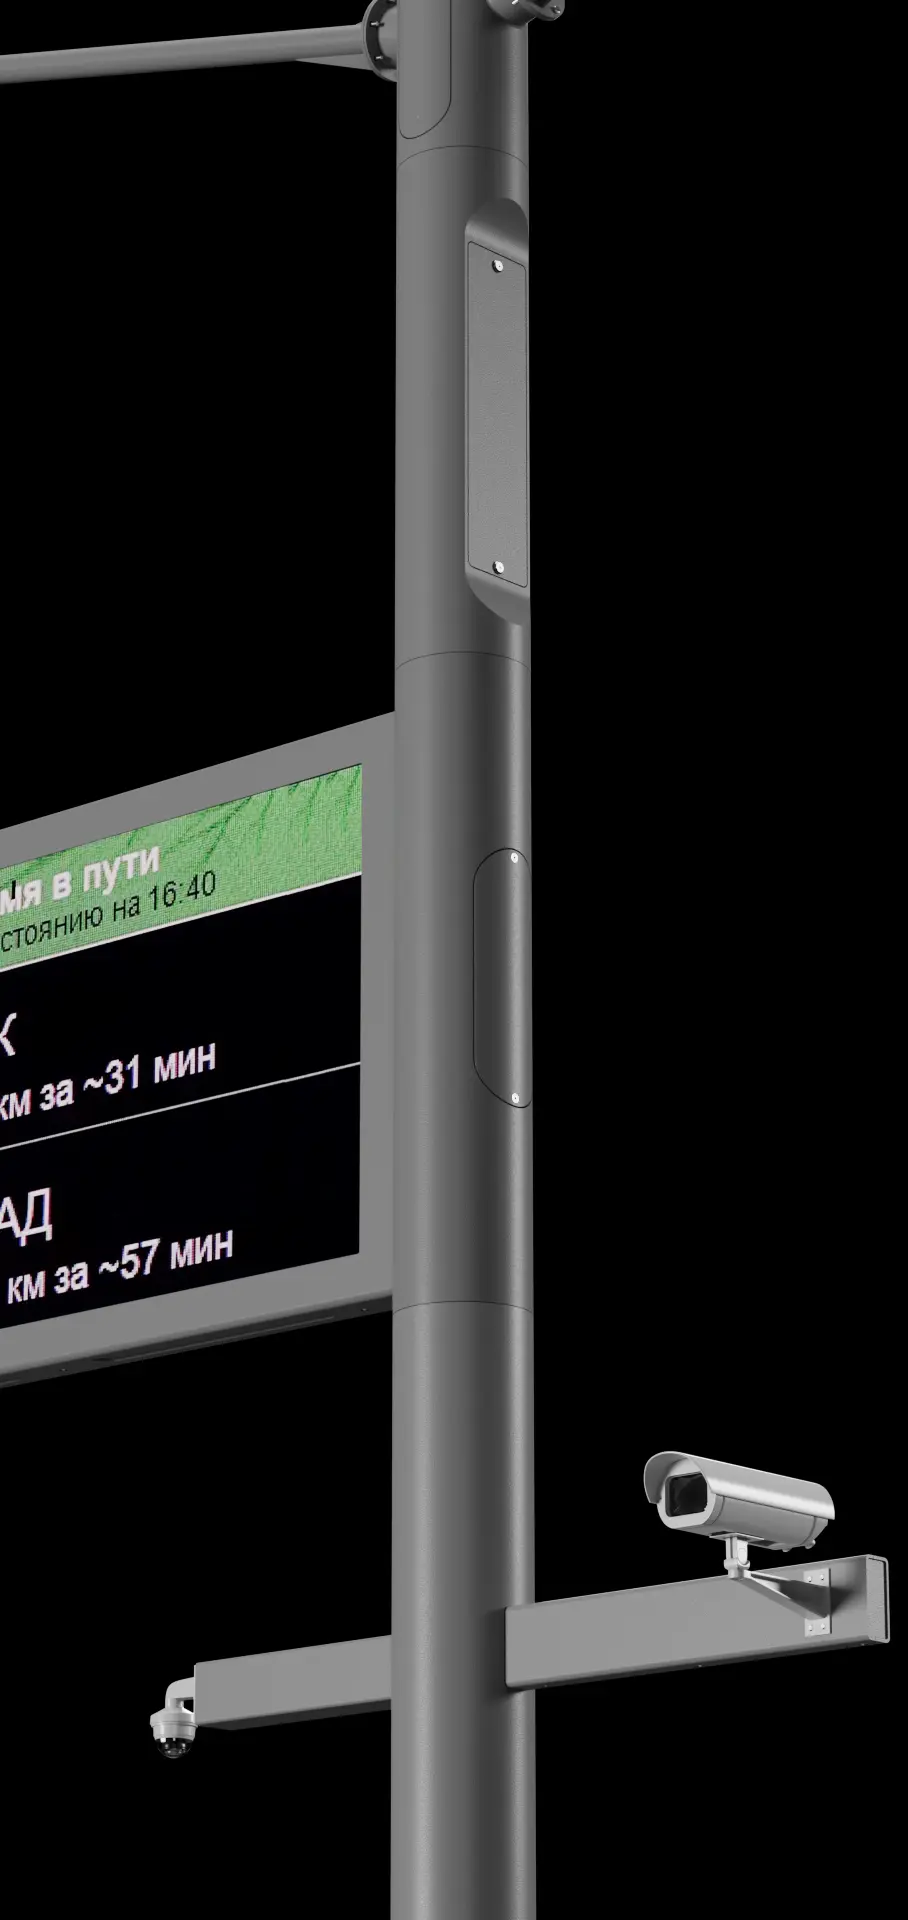 мя в пути
стоянию на 16:40
К
км за ~31 мин
АД
км за ~57 мин